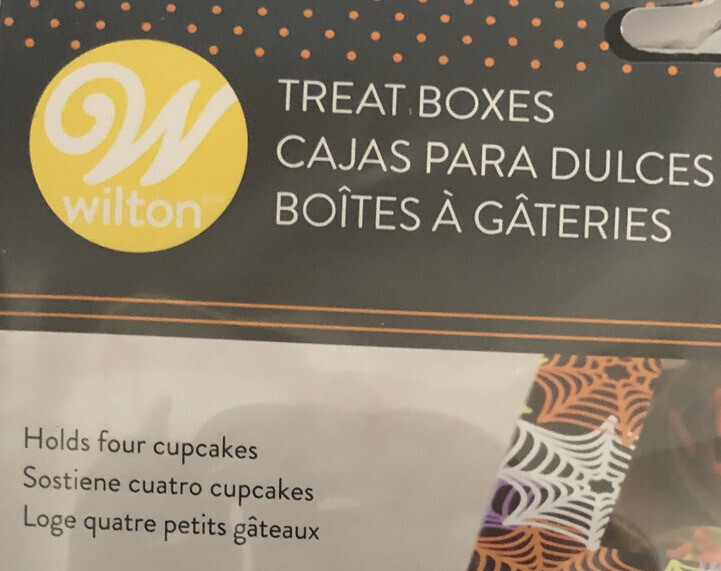 W
wilton
TREAT BOXES
CAJAS PARA DULCES
BOÎTES À GÂTERIES
Holds four cupcakes
Sostiene cuatro cupcakes
Loge quatre petits gâteaux